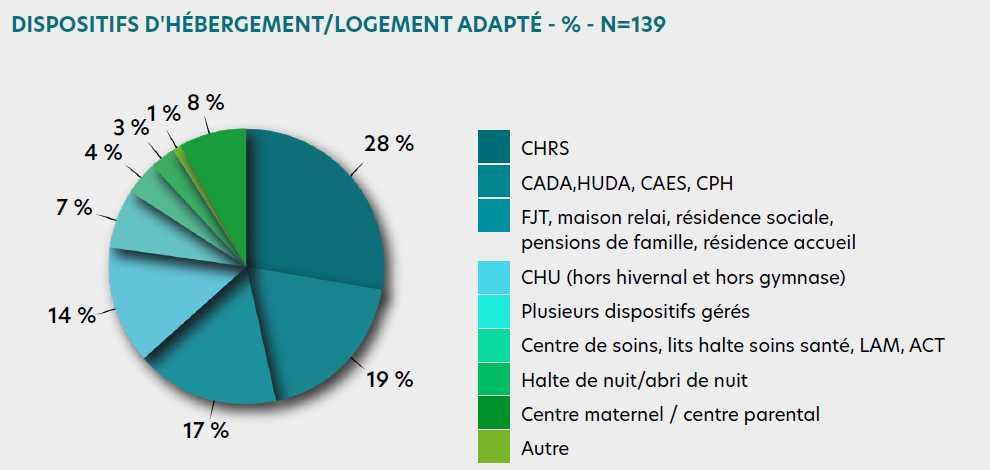 DISPOSITIFS D'HÉBERGEMENT/LOGEMENT ADAPTÉ - % - N=139
8 %
1 %
3 %
4 %
28 %
7 %
14 %
19 %
17 %
CHRS
CADA,HUDA, CAES, CPH
FJT, maison relai, résidence sociale,
pensions de famille, résidence accueil
CHU (hors hivernal et hors gymnase)
Plusieurs dispositifs gérés
Centre de soins, lits halte soins santé, LAM, ACT
Halte de nuit/abri de nuit
Centre maternel / centre parental
Autre